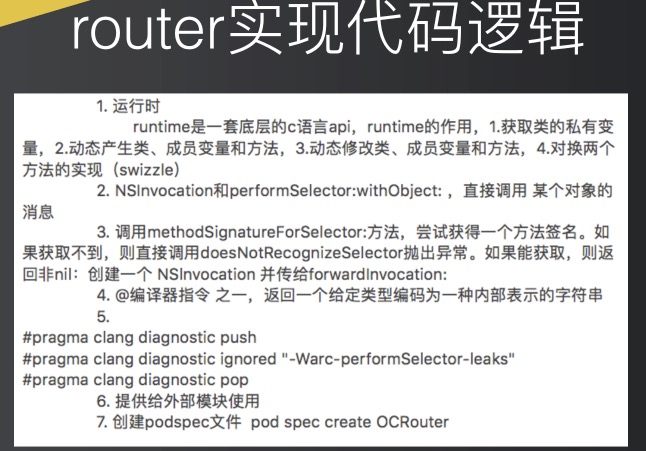 router实现代码逻辑
1. 运行时
runtime是一套底层的c语言api，runtime的作用，1.获取类的私有变
量，2.动态产生类、成员变量和方法，3.动态修改类、成员变量和方法，4.对换两个
方法的实现（swizzle）
2. NSInvocation和performSelector:withObject: ，直接调用 某个对象的
消息
3. 调用methodSignatureForSelector:方法，尝试获得一个方法签名。如
果获取不到，则直接调用doesNotRecognizeSelector抛出异常。如果能获取，则返
回非nil：创建一个 NSInvocation 并传给forwardInvocation:
4. @编译器指令 之一，返回一个给定类型编码为一种内部表示的字符串
5.
#pragma clang diagnostic push
#pragma clang diagnostic ignored "-Warc-performSelector-leaks"
#pragma clang diagnostic pop
6. 提供给外部模块使用
7. 创建podspec文件  pod spec create OCRouter